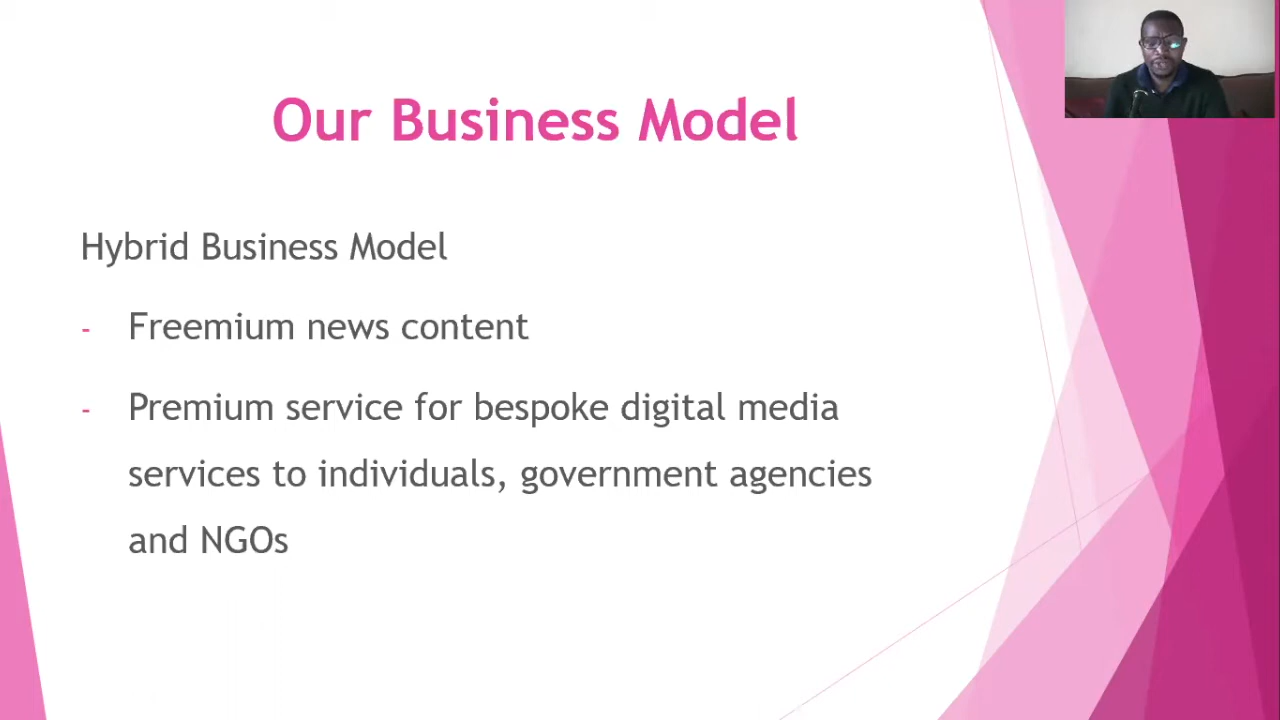 Our Business Model
Hybrid Business Model
- Freemium news content
- Premium service for bespoke digital media
services to individuals, government agencies
and NGOs